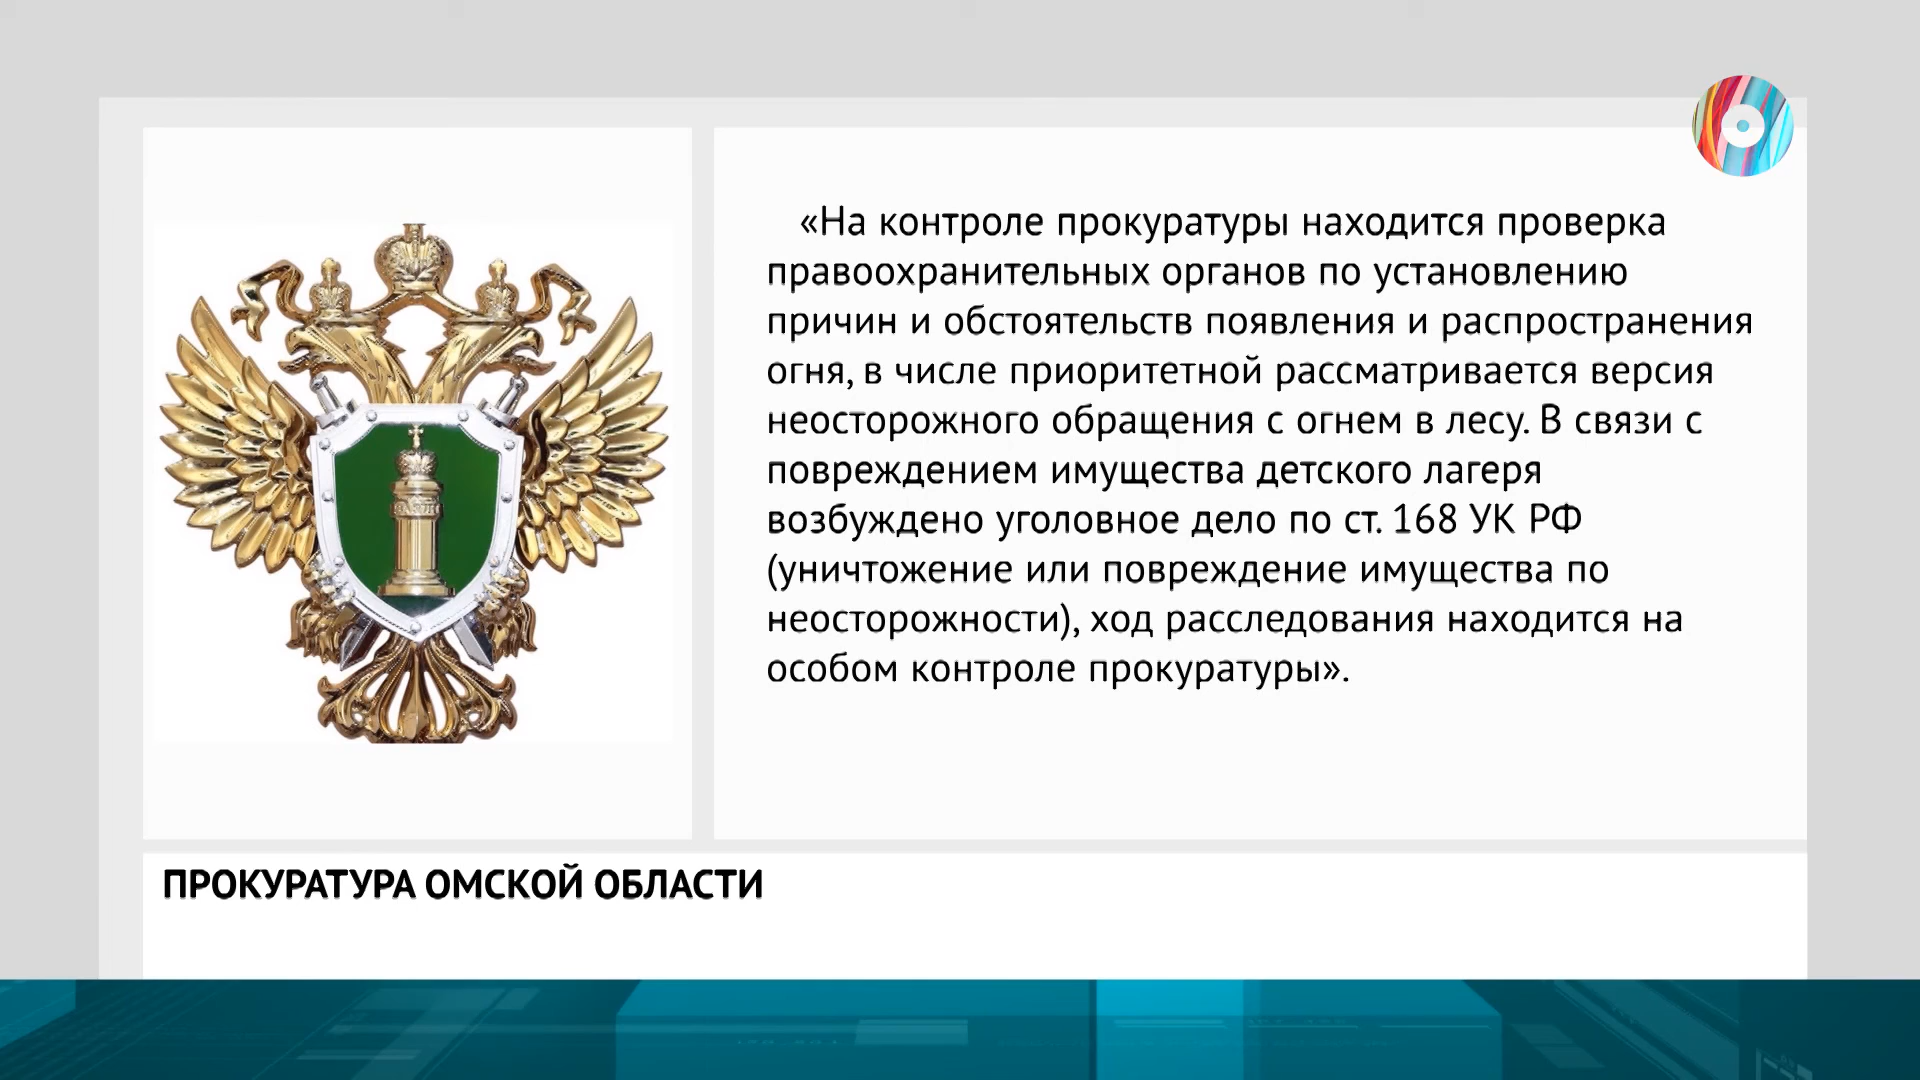 «На контроле прокуратуры находится проверка
правоохранительных органов по установлению
причин и обстоятельств появления и распространения
огня, в числе приоритетной рассматривается версия
неосторожного обращения с огнем в лесу. В связи с
повреждением имущества детского лагеря
возбуждено уголовное дело по ст. 168 УК РФ
(уничтожение или повреждение имущества по
неосторожности), ход расследования находится на
особом контроле прокуратуры».
ПРОКУРАТУРА ОМСКОЙ ОБЛАСТИ